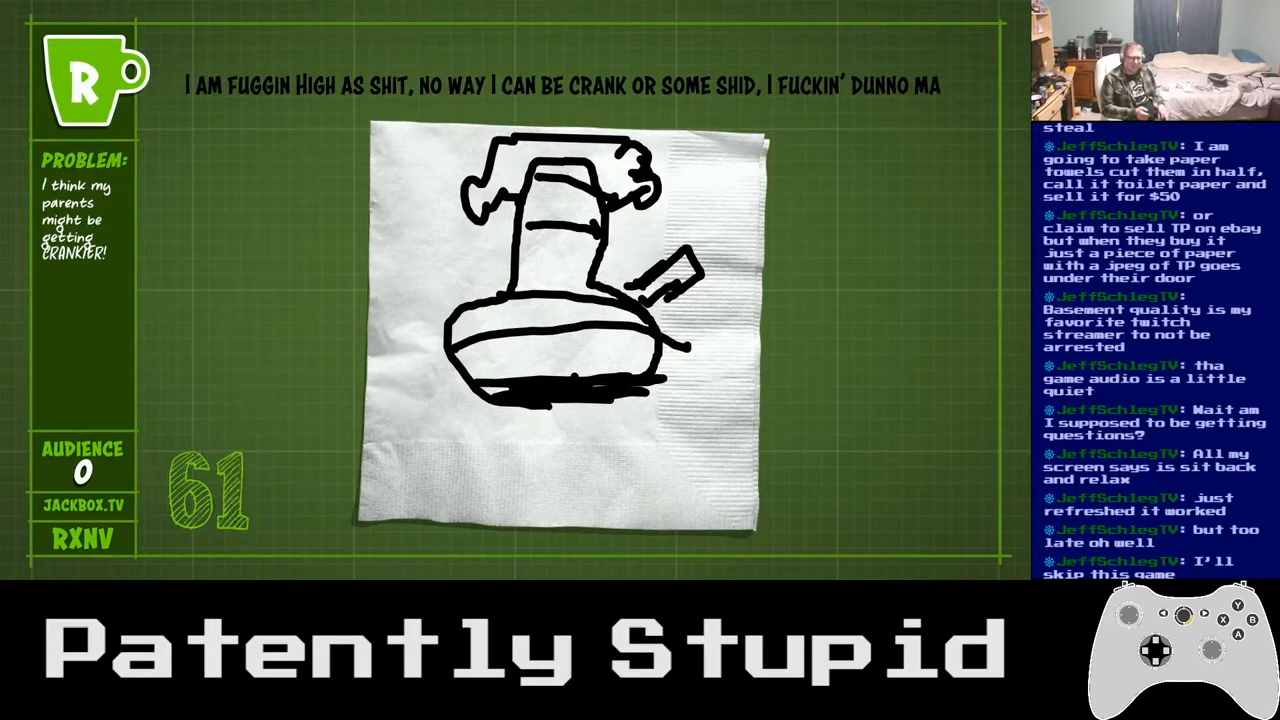 R
I AM FUGGIN HIGH AS SHIT, NO WAY I CAN BE CRANK OR SOME SHID, I FUCKIN' DUNNO MA
PROBLEM:
I think my
parents
might be
getting
CRANKIER!
AUDIENCE
0
JACKBOX.TV
RXNV
61
steal
JeffSchlegTV: I am
going to take paper
towels cut them in half,
call it toilet paper and
sell it for $50
JeffSchlegTV: or
claim to sell TP on ebay
but when they buy it
just a piece of paper
with a jpeg of TP goes
under their door
JeffSchlegTV:
Basement quality is my
favorite twitch
streamer to not be
arrested
JeffSchlegTV: tha
game audio is a little
quiet
JeffSchlegTV: Wait am
I supposed to be getting
questions?
JeffSchlegTV: All my
screen says is sit back
and relax
JeffSchlegTV: just
refreshed it worked
JeffSchlegTV: but too
late oh well
JeffSchlegTV: I'll
skip this game
Patently Stupid
Y
X
B
A